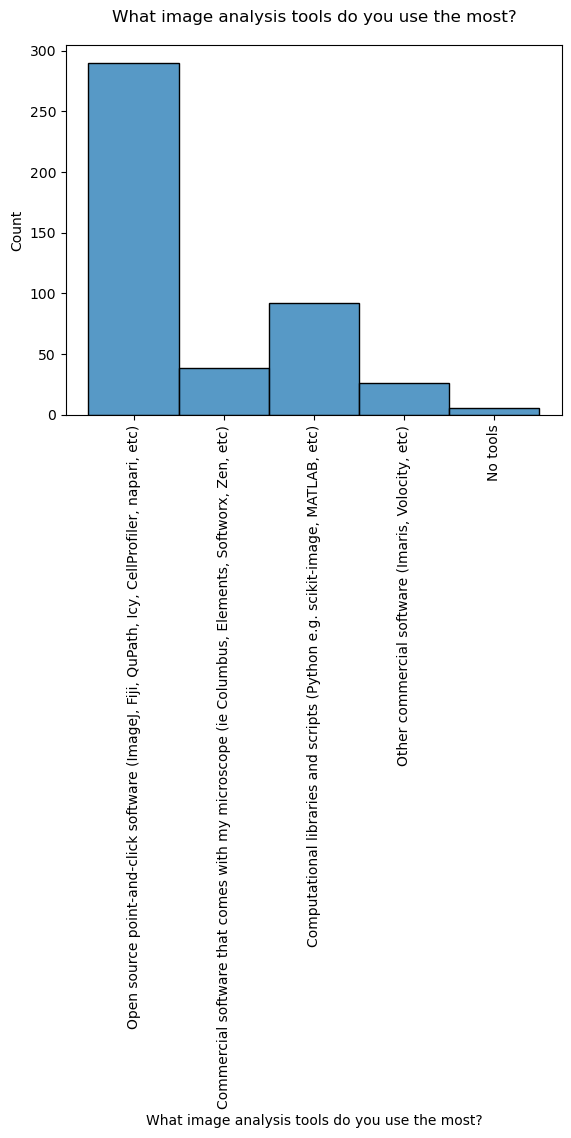 What image analysis tools do you use the most?
300
250
200
150
100
50
0
Count
Open source point-and-click software (ImageJ, Fiji, QuPath, Icy, CellProfiler, napari, etc)
Commercial software that comes with my microscope (ie Columbus, Elements, Softworx, Zen, etc)
Computational libraries and scripts (Python e.g. scikit-image, MATLAB, etc)
Other commercial software (Imaris, Volocity, etc)
No tools
What image analysis tools do you use the most?